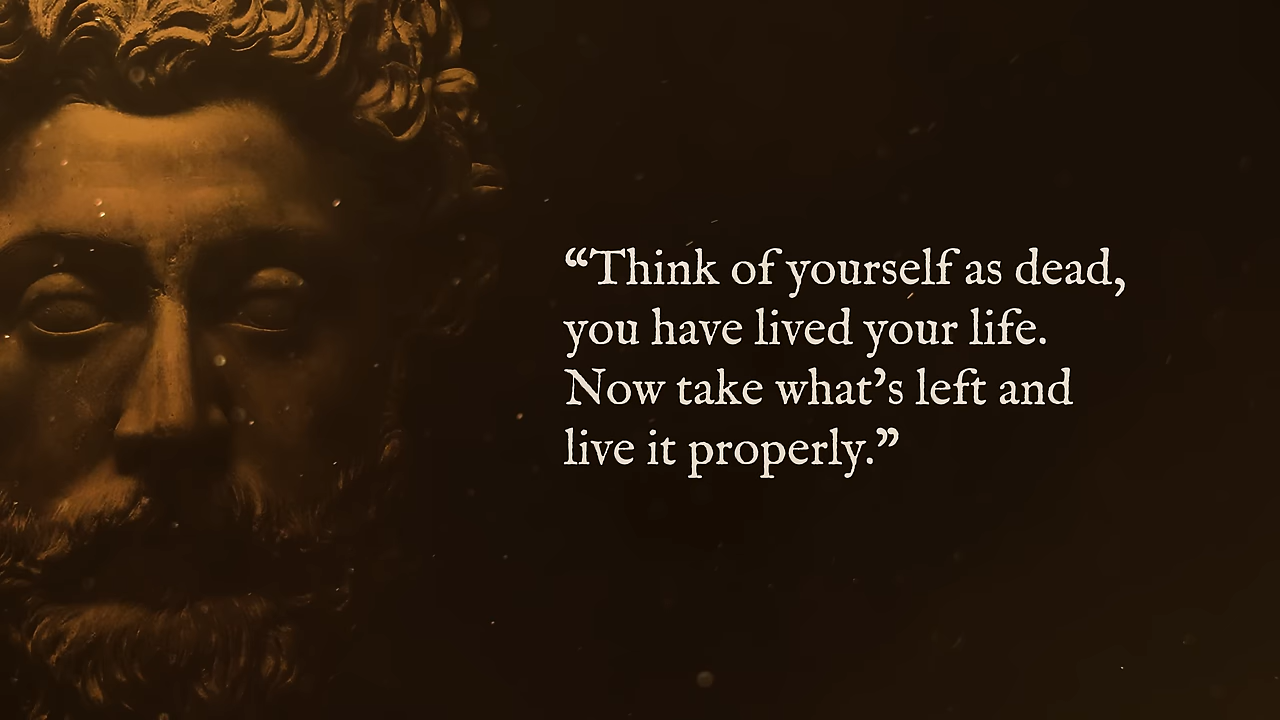 “Think of yourself as dead,
you have lived your life.
Now take what’s left and
live it properly.”